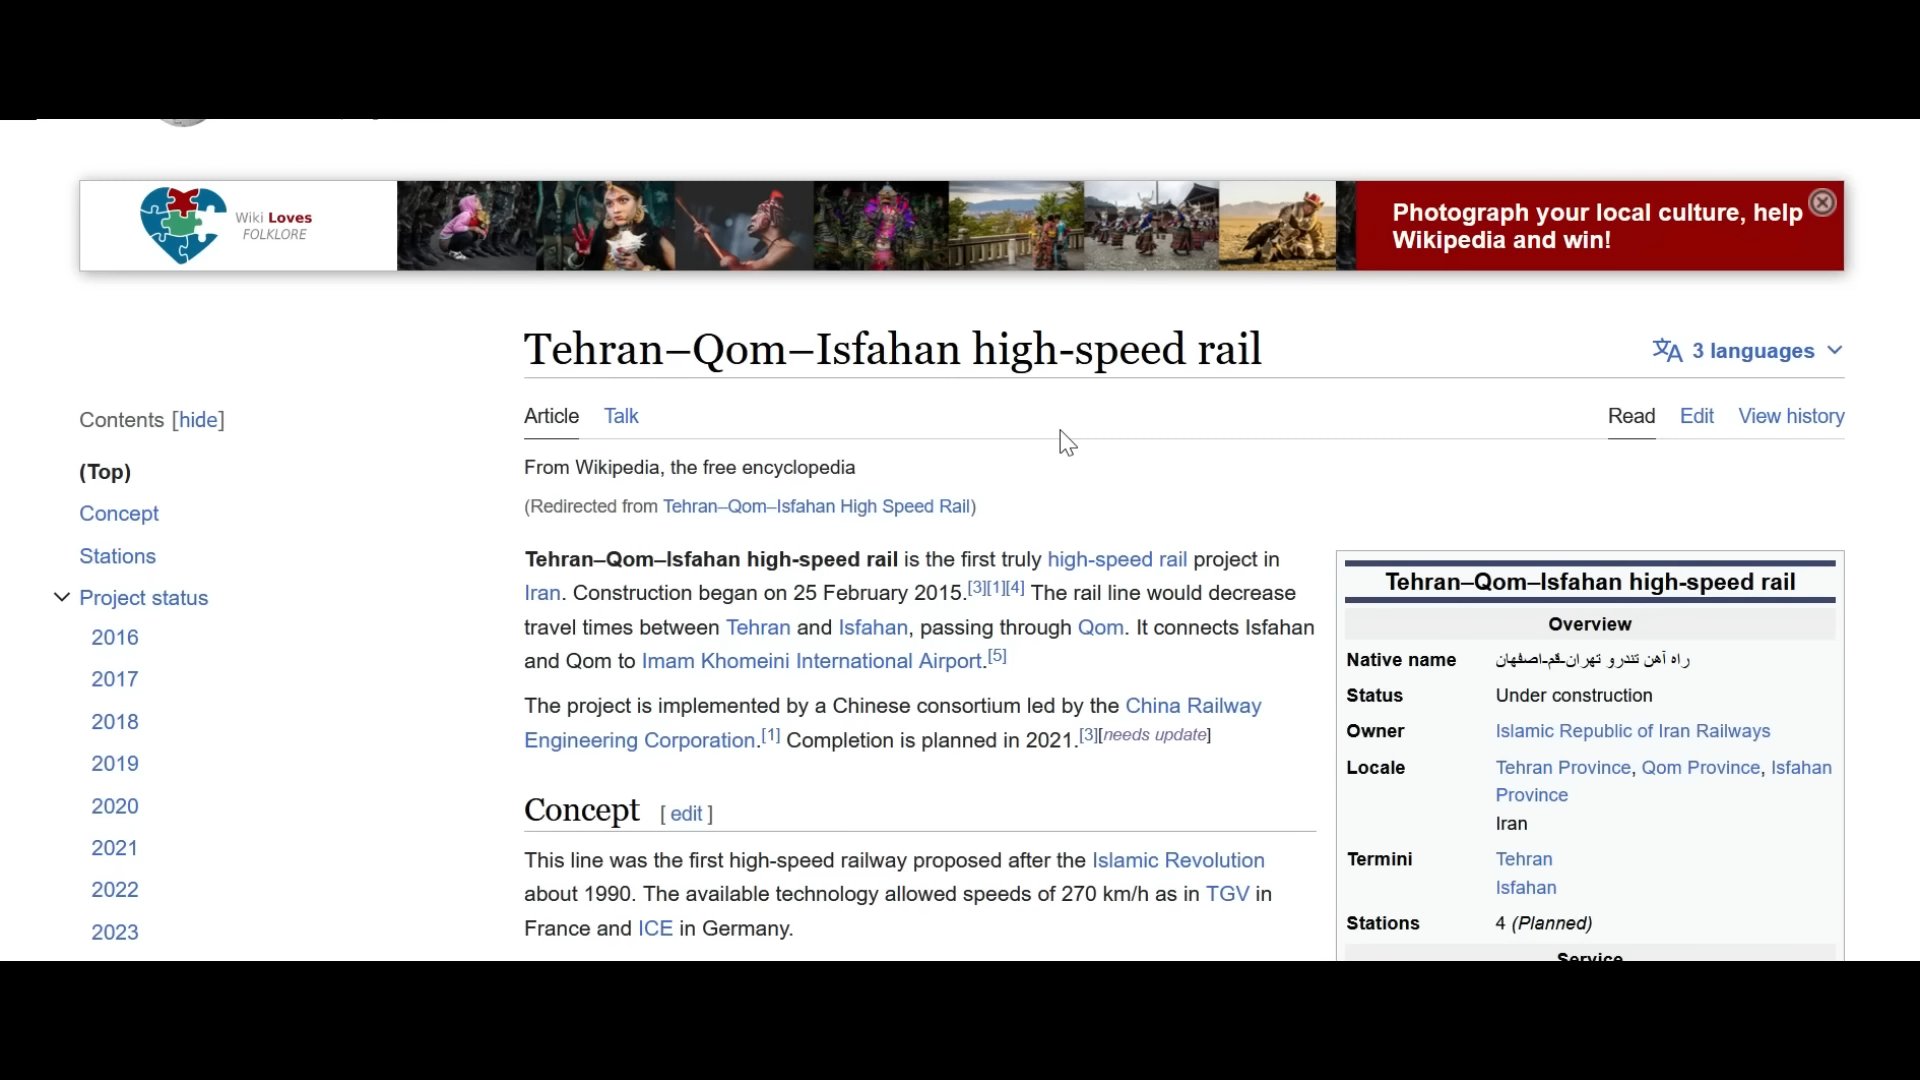 Wiki Loves
FOLKLORE
Photograph your local culture, help
Wikipedia and win!
Tehran–Qom–Isfahan high-speed rail
3 languages
Contents [hide]
(Top)
Concept
Stations
Project status
2016
2017
2018
2019
2020
2021
2022
2023
Article Talk
Read Edit View history
From Wikipedia, the free encyclopedia
(Redirected from Tehran–Qom–Isfahan High Speed Rail)
Tehran–Qom–Isfahan high-speed rail is the first truly high-speed rail project in
Iran. Construction began on 25 February 2015.[3][1][4] The rail line would decrease
travel times between Tehran and Isfahan, passing through Qom. It connects Isfahan
and Qom to Imam Khomeini International Airport.[5]
The project is implemented by a Chinese consortium led by the China Railway
Engineering Corporation.[1] Completion is planned in 2021.[3][needs update]
Concept [ edit ]
This line was the first high-speed railway proposed after the Islamic Revolution
about 1990. The available technology allowed speeds of 270 km/h as in TGV in
France and ICE in Germany.
Tehran–Qom–Isfahan high-speed rail
Overview
Native name راه آهن تندرو تهران-قم-اصفهان
Status Under construction
Owner Islamic Republic of Iran Railways
Locale Tehran Province, Qom Province, Isfahan
Province
Iran
Termini Tehran
Isfahan
Stations 4 (Planned)
Service